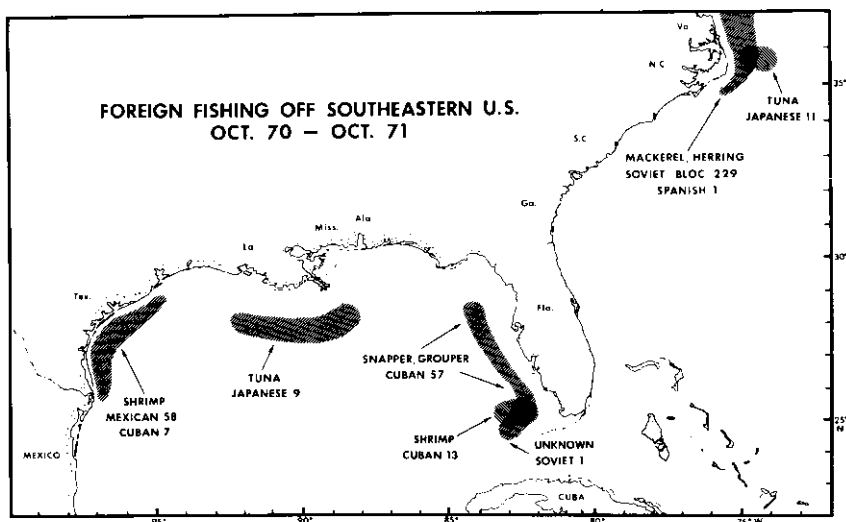 FOREIGN FISHING OFF SOUTHEASTERN U.S.
OCT. 70 — OCT. 71
Va
N C
35°
TUNA
JAPANESE 11
S.C
MACKEREL, HERRING
SOVIET BLOC 229
SPANISH 1
Ga.
Miss.
Ala
La
30°
Tex.
Fla.
SNAPPER, GROUPER
CUBAN 57
TUNA
JAPANESE 9
SHRIMP
MEXICAN 58
CUBAN 7
25°
N
SHRIMP
CUBAN 13
UNKNOWN
SOVIET 1
MEXICO
CUBA
95°
90°
85°
80°
75° W